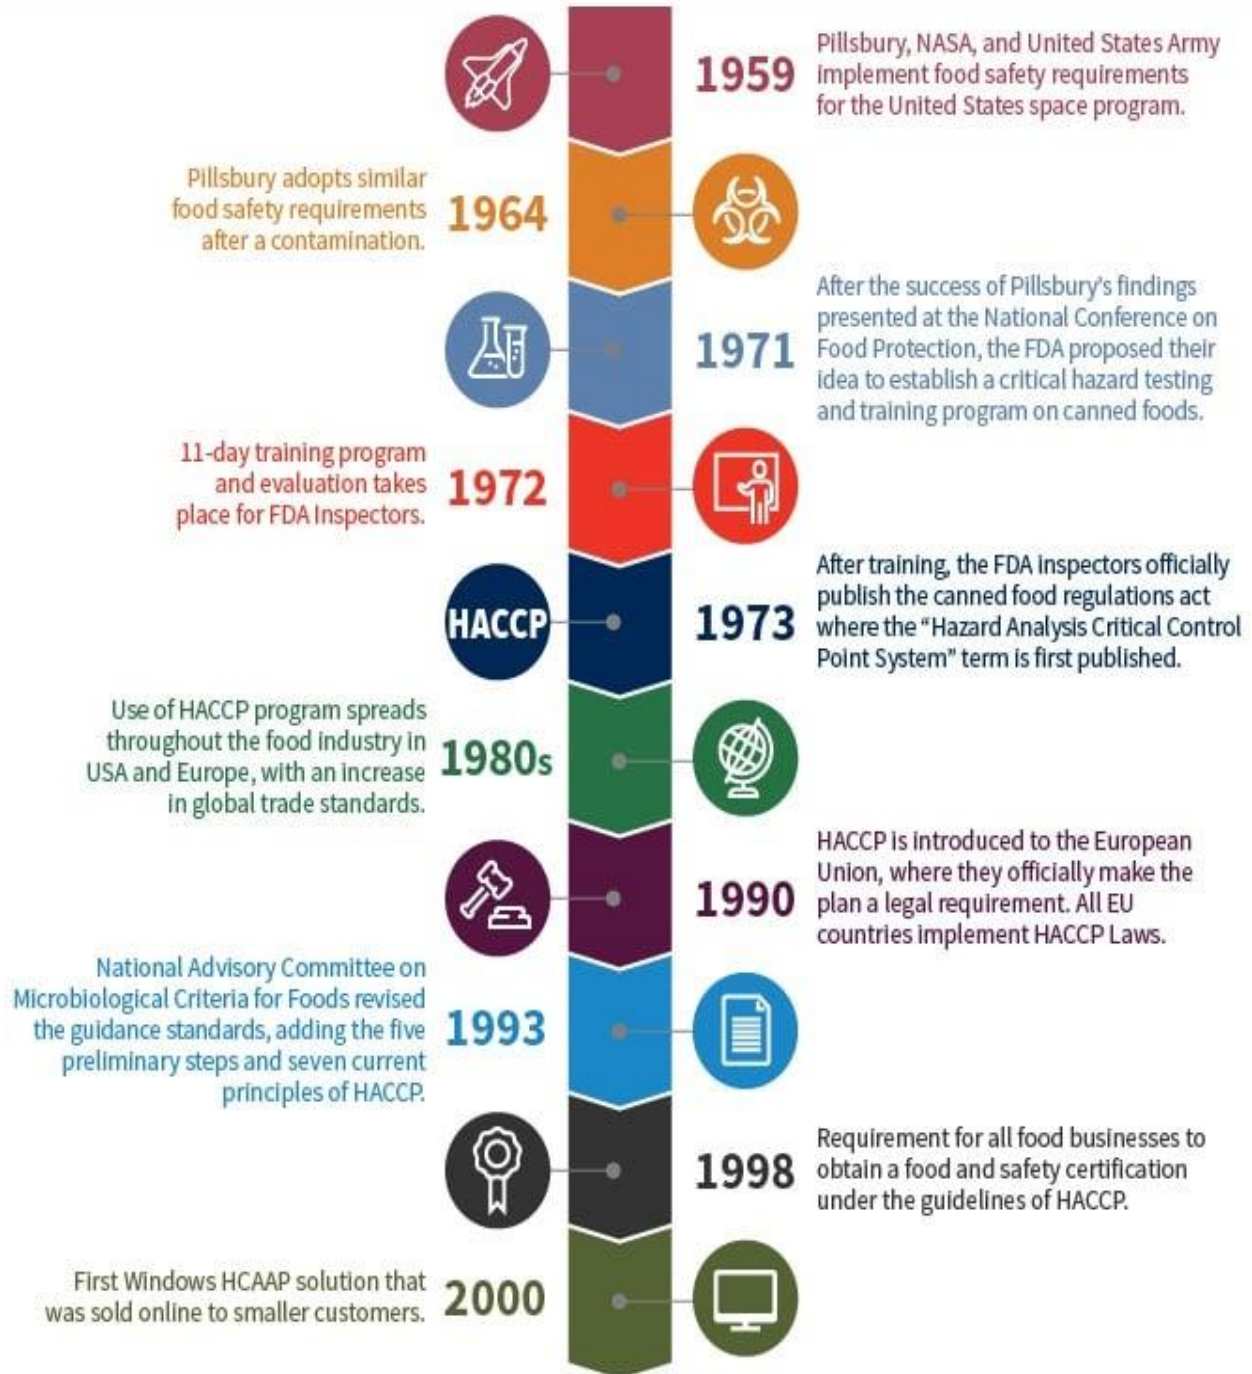 1959
Pillsbury, NASA, and United States Army
implement food safety requirements
for the United States space program.
Pillsbury adopts similar
food safety requirements
after a contamination.
1964
1971
After the success of Pillsbury's findings
presented at the National Conference on
Food Protection, the FDA proposed their
idea to establish a critical hazard testing
and training program on canned foods.
11-day training program
and evaluation takes
place for FDA Inspectors.
1972
HACCP
1973
After training, the FDA inspectors officially
publish the canned food regulations act
where the “Hazard Analysis Critical Control
Point System” term is first published.
Use of HACCP program spreads
throughout the food industry in
USA and Europe, with an increase
in global trade standards.
1980s
1990
HACCP is introduced to the European
Union, where they officially make the
plan a legal requirement. All EU
countries implement HACCP Laws.
National Advisory Committee on
Microbiological Criteria for Foods revised
the guidance standards, adding the five
preliminary steps and seven current
principles of HACCP.
1993
1998
Requirement for all food businesses to
obtain a food and safety certification
under the guidelines of HACCP.
First Windows HCAAP solution that
was sold online to smaller customers.
2000